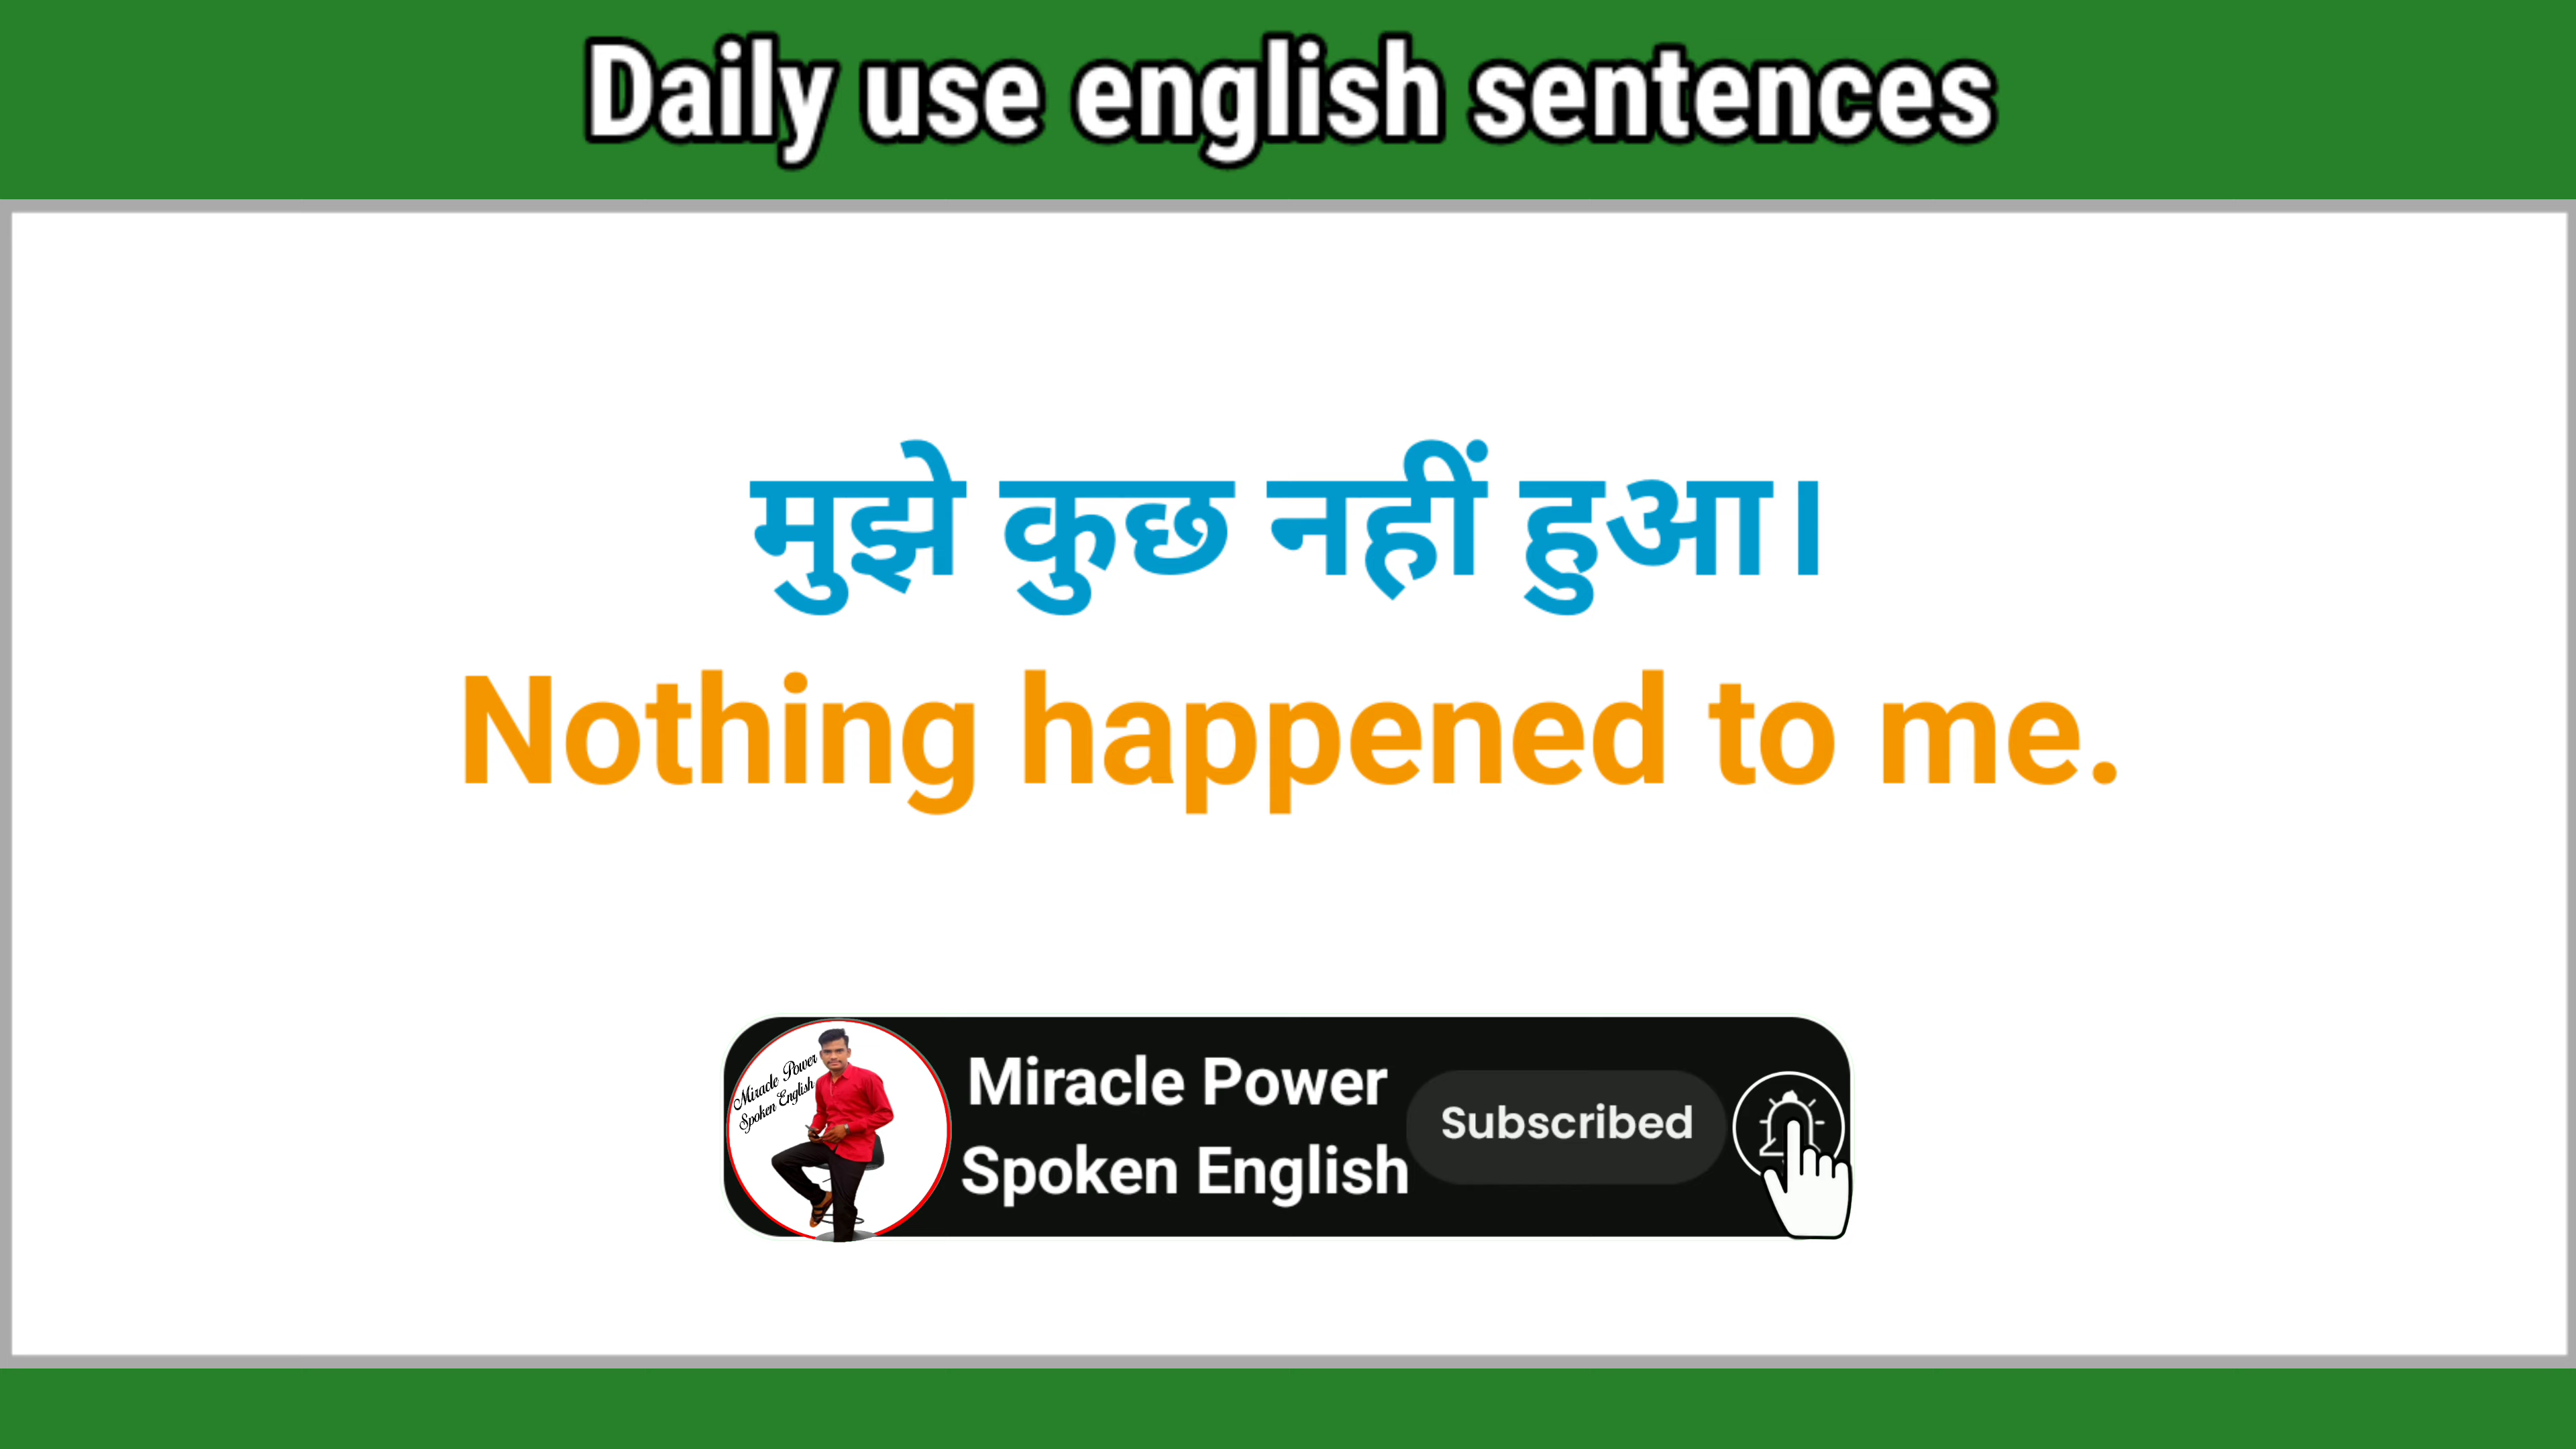 Daily use english sentences
मुझे कुछ नहीं हुआ।
Nothing happened to me.
Miracle Power
Spoken English
Miracle Power
Spoken English
Subscribed